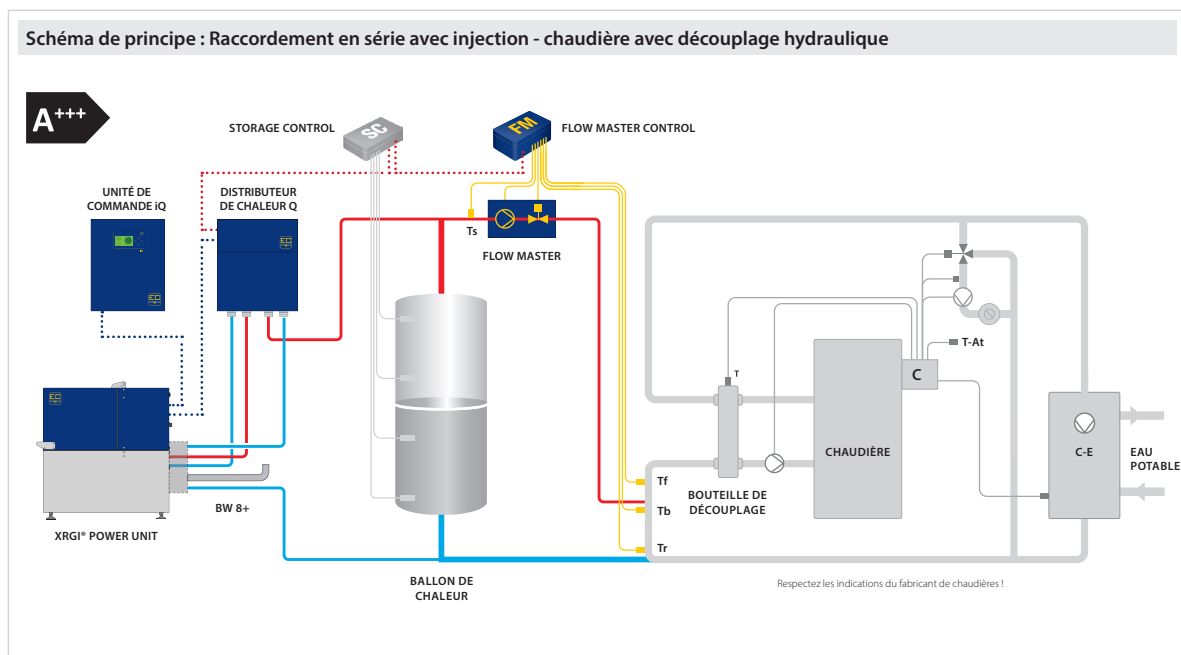 Schéma de principe : Raccordement en série avec injection - chaudière avec découplage hydraulique
A+++
STORAGE CONTROL
SC
FM
FLOW MASTER CONTROL
UNITÉ DE
COMMANDE iQ
DISTRIBUTEUR
DE CHALEUR Q
EC
EC
Ts
FLOW MASTER
T-At
T
C
EC
CHAUDIÈRE
C-E
EAU
POTABLE
Tf
BOUTEILLE DE
DÉCOUPLAGE
Tb
BW 8+
XRGI® POWER UNIT
Tr
BALLON DE
CHALEUR
Respectez les indications du fabricant de chaudières !